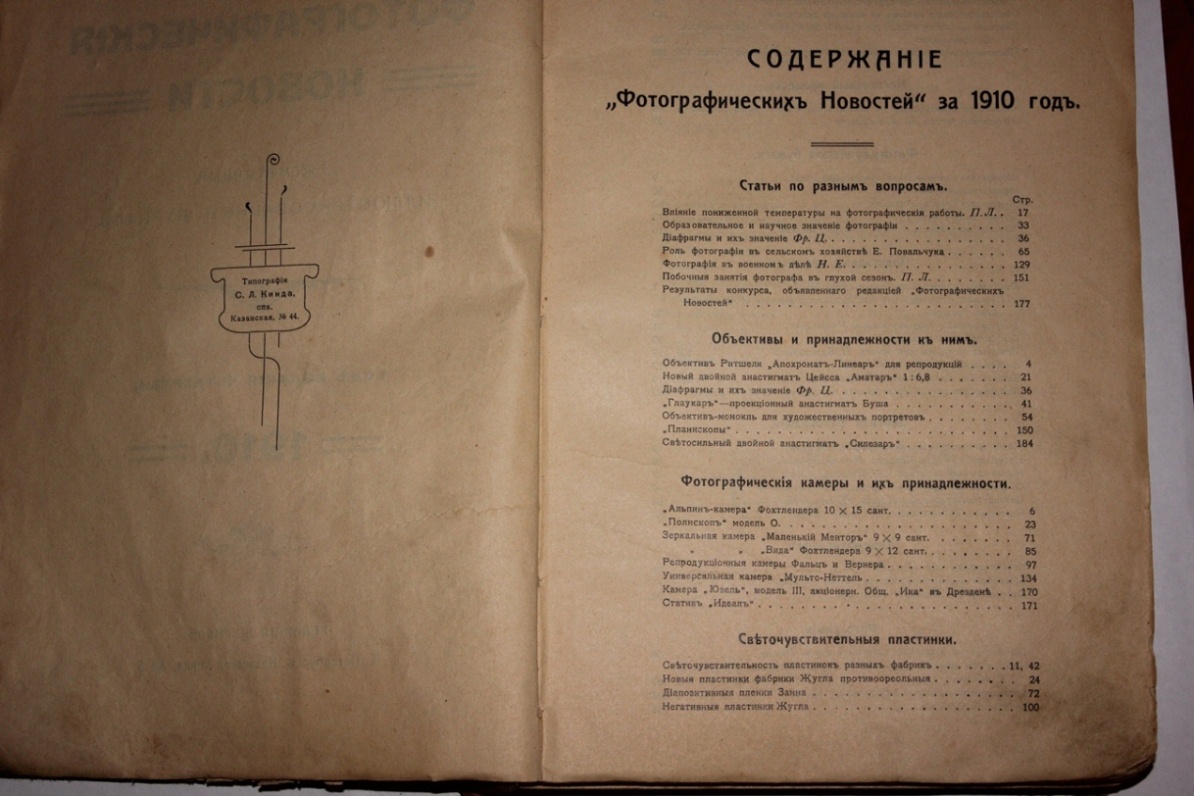 Типографія
С. Л. Кинда,
спв.
Казанская, № 44.
СОДЕРЖАНІЕ
„Фотографическихъ Новостей“ за 1910 годъ.
Статьи по разнымъ вопросамъ.
Стр.
Вліяніе пониженной температуры на фотографическія работы. П. Л. . 17
Образовательное и научное значеніе фотографіи . . . . . . . . . 33
Діафрагмы и ихъ значеніе Фр. Ц. . . . . . . . . . . . . . . 36
Роль фотографіи въ сельскомъ хозяйствѣ Е. Повальчука . . . . . . 65
Фотографія въ военномъ дѣлѣ Н. Е. . . . . . . . . . . . . . 129
Побочныя занятія фотографа въ глухой сезонъ. П. Л. . . . . . . . 151
Результаты конкурса, объявленнаго редакціей „Фотографическихъ
Новостей“ . . . . . . . . . . . . . . . . . . . . . 177
Объективы и принадлежности къ нимъ.
Объективъ Ритшеля „Апохроматъ-Линеаръ“ для репродукцій . . . . 4
Новый двойной анастигматъ Цейсса „Аматаръ“ 1 : 6,8 . . . . . . . 21
Діафрагмы и ихъ значеніе Фр. Ц. . . . . . . . . . . . . . . 36
„Глаукаръ“—проекціонный анастигматъ Буша . . . . . . . . . . 41
Объективъ-монокль для художественныхъ портретовъ . . . . . . . 54
„Планископы“ . . . . . . . . . . . . . . . . . . . . . 150
Свѣтосильный двойной анастигматъ „Силезаръ“ . . . . . . . . . 184
Фотографическія камеры и ихъ принадлежности.
„Альпинъ-камера“ Фохтлендера 10 × 15 сант. . . . . . . . . . . 6
„Полископъ“ модель О. . . . . . . . . . . . . . . . . . 23
Зеркальная камера „Маленькій Менторъ“ 9 × 9 сант. . . . . . . . 71
„ „ „Вида“ Фохтлендера 9 × 12 сант. . . . . . . . 85
Репродукціонныя камеры Фальцъ и Вернера . . . . . . . . . . . 97
Универсальная камера „Мульто-Неттель . . . . . . . . . . . . 134
Камера „Ювель“, модель III, акціонерн. Общ. „Ика“ въ Дрезденѣ . . 170
Стативъ „Идеалъ“ . . . . . . . . . . . . . . . . . . . 171
Свѣточувствительныя пластинки.
Свѣточувствительность пластинокъ разныхъ фабрикъ . . . . . . . 11, 42
Новыя пластинки фабрики Жугла противоореольныя . . . . . . . . 24
Діапозитивныя пленки Занна . . . . . . . . . . . . . . . . 72
Негативныя пластинки Жугла . . . . . . . . . . . . . . . . 100